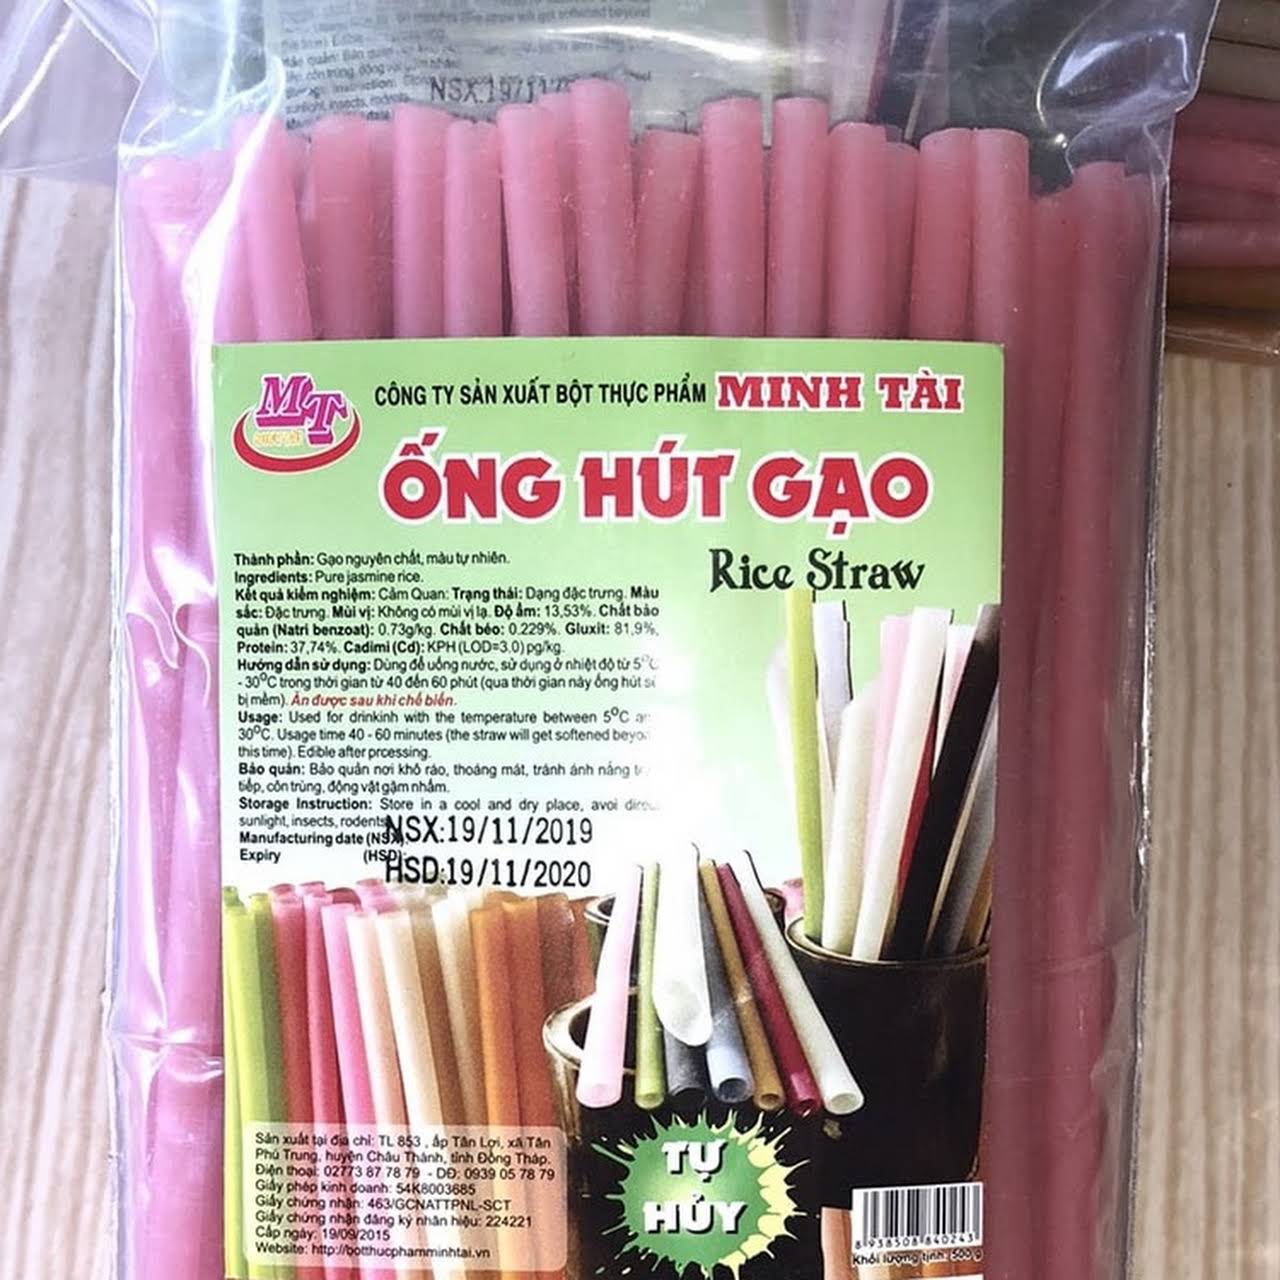 NSX:19/11/
MT
CÔNG TY SẢN XUẤT BỘT THỰC PHẨM MINH TÀI
ỐNG HÚT GẠO
Rice Straw
Thành phần: Gạo nguyên chất, màu tự nhiên.
Ingredients: Pure jasmine rice.
Kết quả kiểm nghiệm: Cảm Quan: Trạng thái: Dạng đặc trưng. Màu
sắc: Đặc trưng. Mùi vị: Không có mùi vị lạ. Độ ẩm: 13,53%. Chất bảo
quản (Natri benzoat): 0.73g/kg. Chất béo: 0.229%. Gluxit: 81,9%,
Protein: 37,74%. Cadimi (Cd): KPH (LOD=3.0) pg/kg.
Hướng dẫn sử dụng: Dùng để uống nước, sử dụng ở nhiệt độ từ 5⁰C
- 30⁰C trong thời gian từ 40 đến 60 phút (qua thời gian này ống hút sẽ
bị mềm). Ăn được sau khi chế biến.
Usage: Used for drinkinh with the temperature between 5⁰C
30⁰C. Usage time 40 - 60 minutes (the straw will get softened
this time). Edible after prcessing.
Bảo quản: Bảo quản nơi khô ráo, thoáng mát, tránh ánh nắng
tiếp, côn trùng, động vật gặm nhấm.
Storage Instruction: Store in a cool and dry place, avoi
sunlight, insects, rodents
Manufacturing date (NSX): NSX:19/11/2019
Expiry (HSD): HSD:19/11/2020
Sản xuất tại địa chỉ: TL 853 , ấp Tân Lợi, xã Tân
Phú Trung, huyện Châu Thành, tỉnh Đồng Tháp.
Điện thoại: 02773 87 78 79 - DĐ: 0939 05 78 79
Giấy phép kinh doanh: 54K8003685
Giấy chứng nhận: 463/GCNATTPNL-SCT
Giấy chứng nhận đăng ký nhãn hiệu: 224221
Cấp ngày: 19/09/2015
Website: http://botthucphamminhtai.vn
TỰ
HỦY
8 938508 840243
Khối lượng tịnh: 500 g